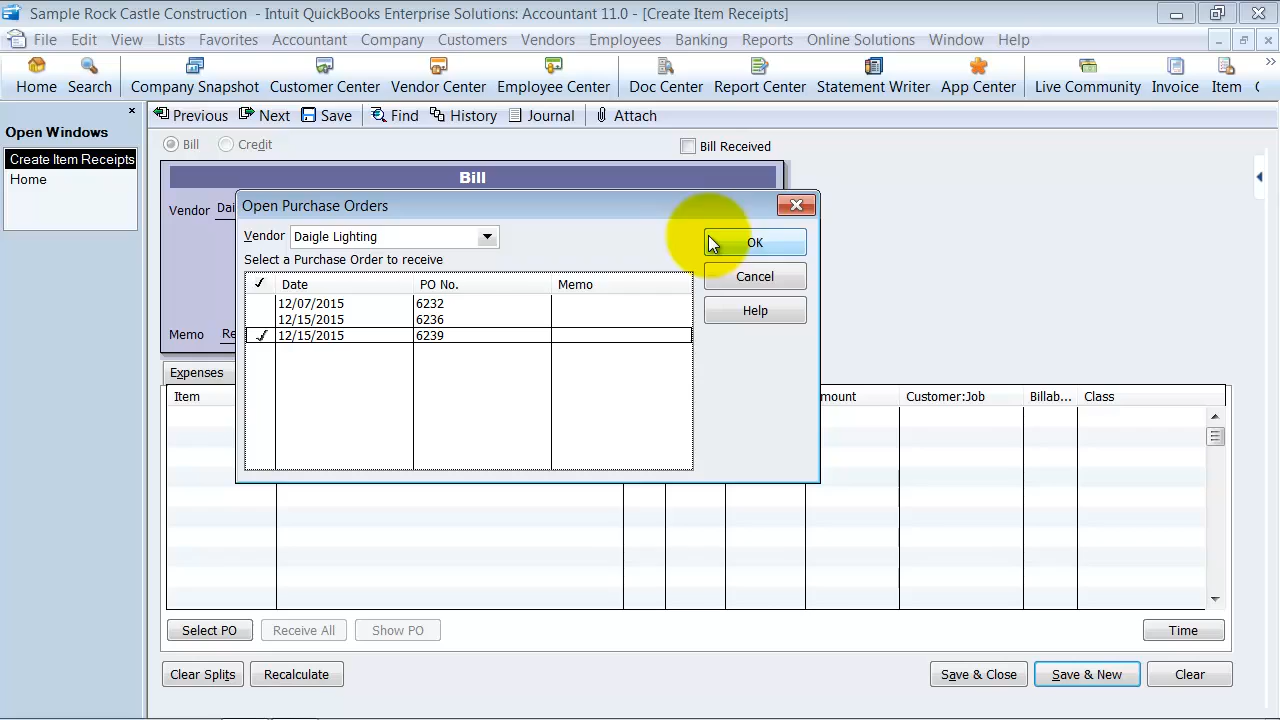 Sample Rock Castle Construction - Intuit QuickBooks Enterprise Solutions: Accountant 11.0 - [Create Item Receipts]
File Edit View Lists Favorites Accountant Company Customers Vendors Employees Banking Reports Online Solutions Window Help
Home Search Company Snapshot Customer Center Vendor Center Employee Center Doc Center Report Center Statement Writer App Center Live Community Invoice Item
Open Windows
Create Item Receipts
Home
Previous Next Save Find History Journal Attach
Bill Credit Bill Received
Bill
Vendor Dai
Open Purchase Orders
Vendor Daigle Lighting
Select a Purchase Order to receive
Date PO No. Memo
12/07/2015 6232
12/15/2015 6236
12/15/2015 6239
OK
Cancel
Help
Memo Re
Expenses
Item mount Customer:Job Billab... Class
Select PO Receive All Show PO Time
Clear Splits Recalculate Save & Close Save & New Clear